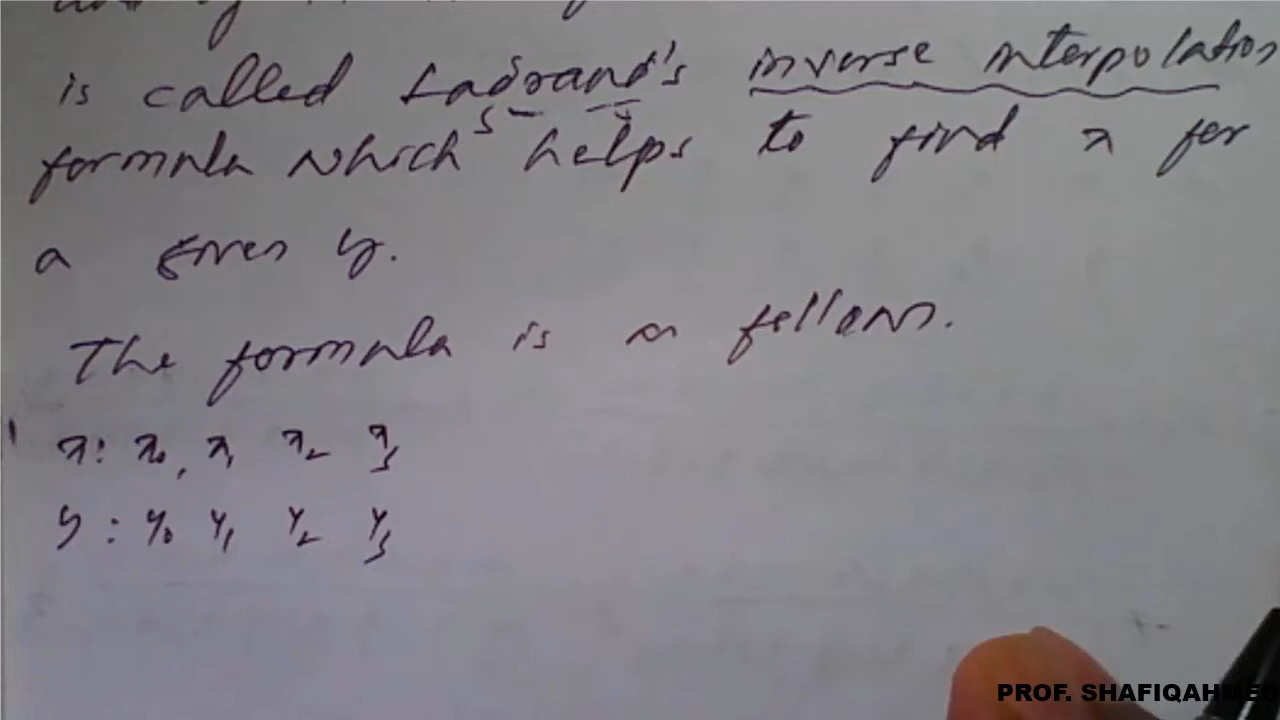 is called Lagrang's inverse interpolation
formula which helps to find x for
a given y.
The formula is as follows.
x: x₀, x₁ x₂ x₃
y : y₀ y₁ y₂ y₃
PROF. SHAFIQAHMED